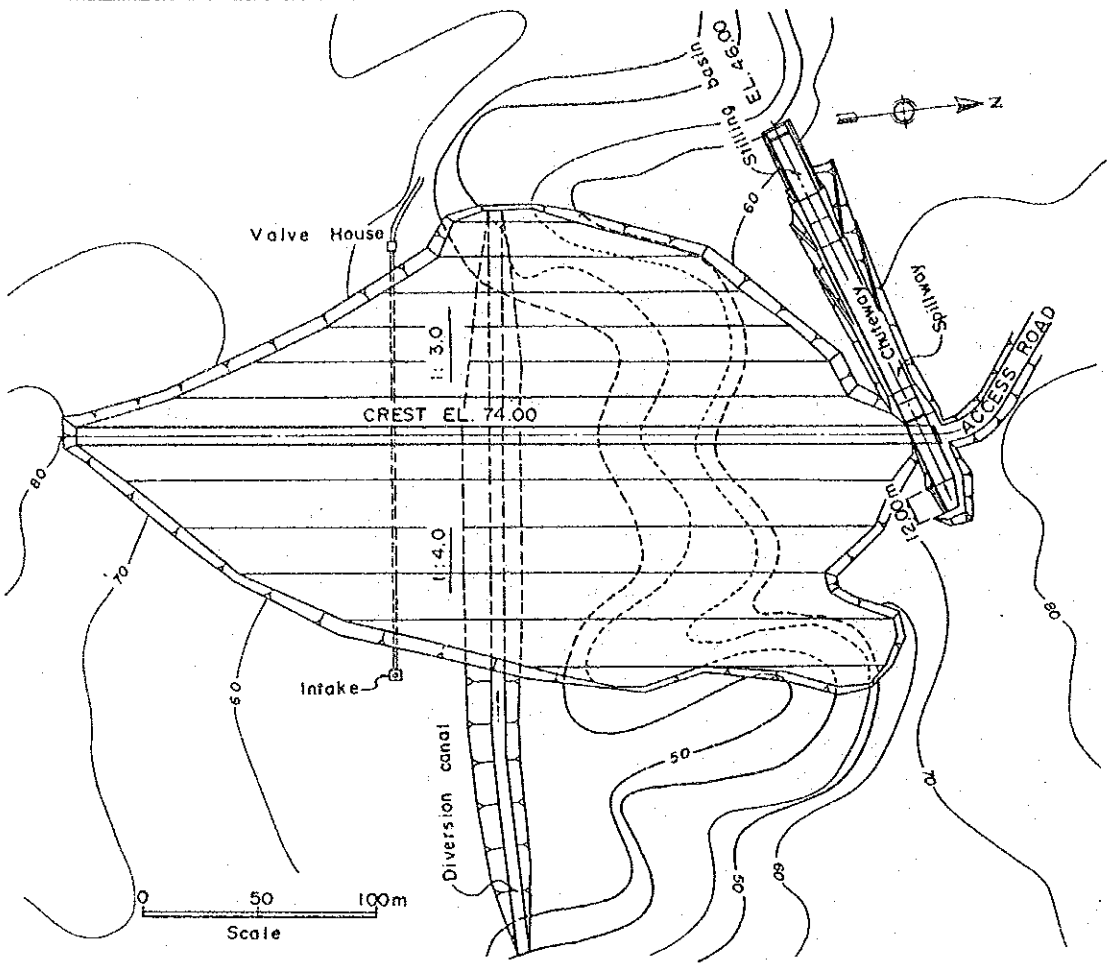 Stilling basin
EL. 46.00
N
60
Valve House
Spillway
Chuteway
ACCESS ROAD
1: 3.0
CREST EL. 74.00
80
12.00m
1: 4.0
70
80
60
Intake
50
70
Diversion canal
60
50
0 50 100m
Scale